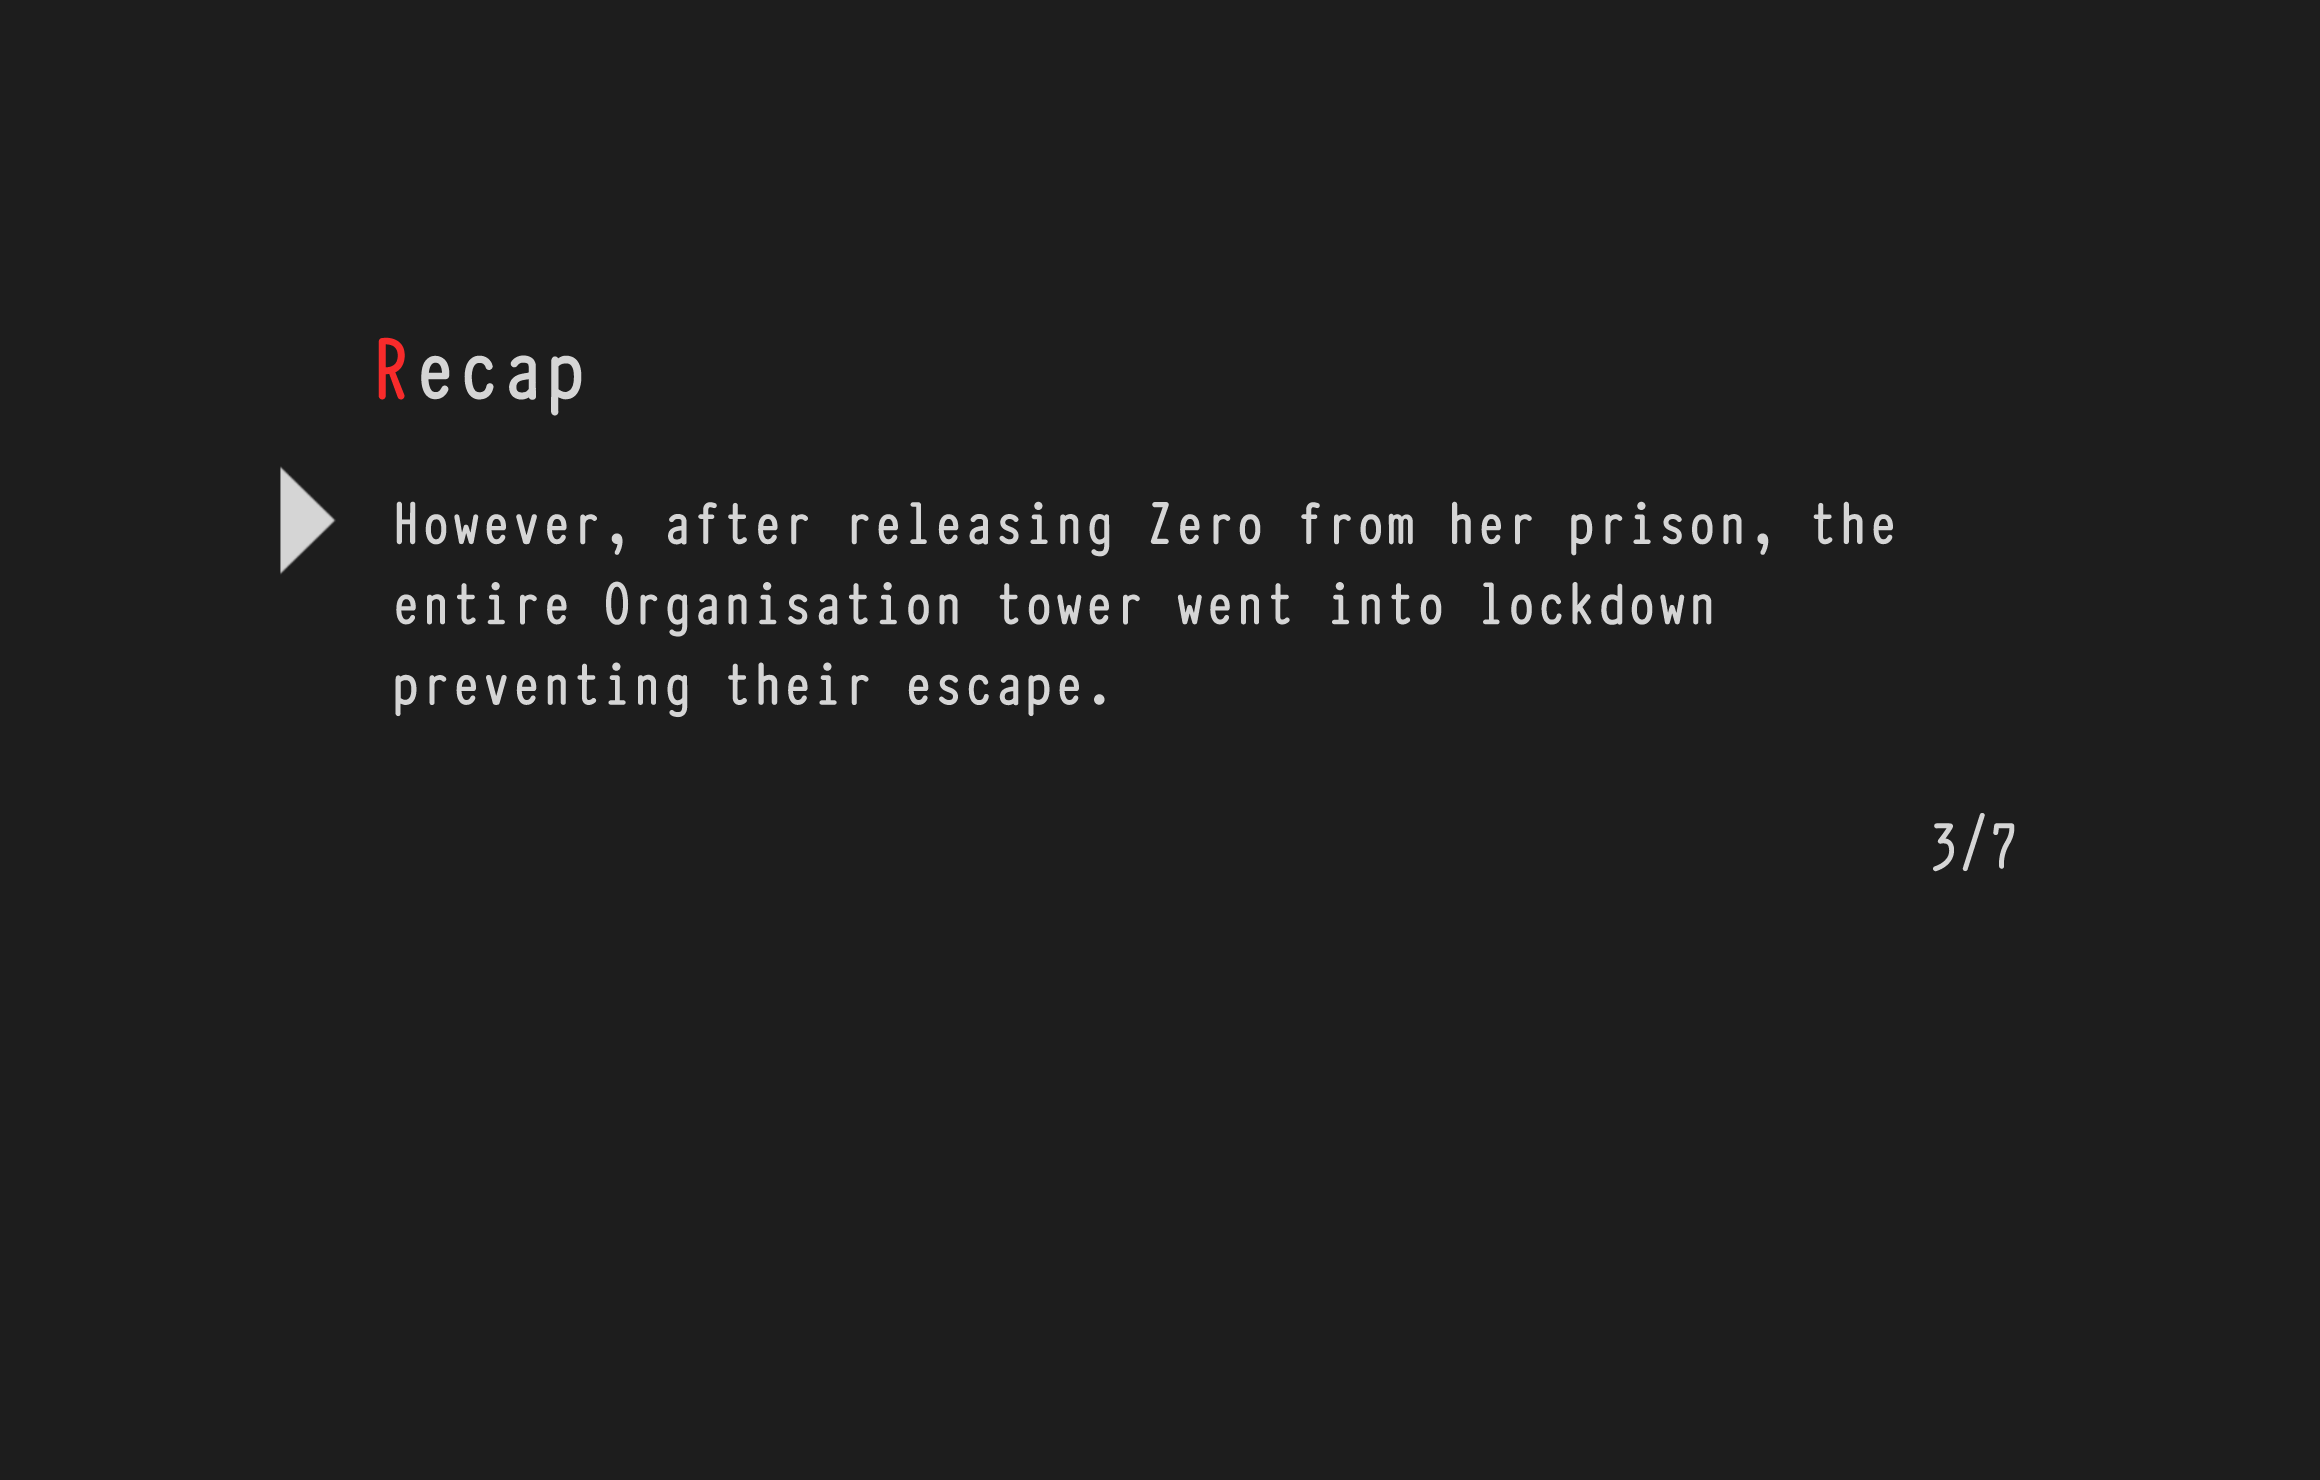 Recap
However, after releasing Zero from her prison, the
entire Organisation tower went into lockdown
preventing their escape.
3/7